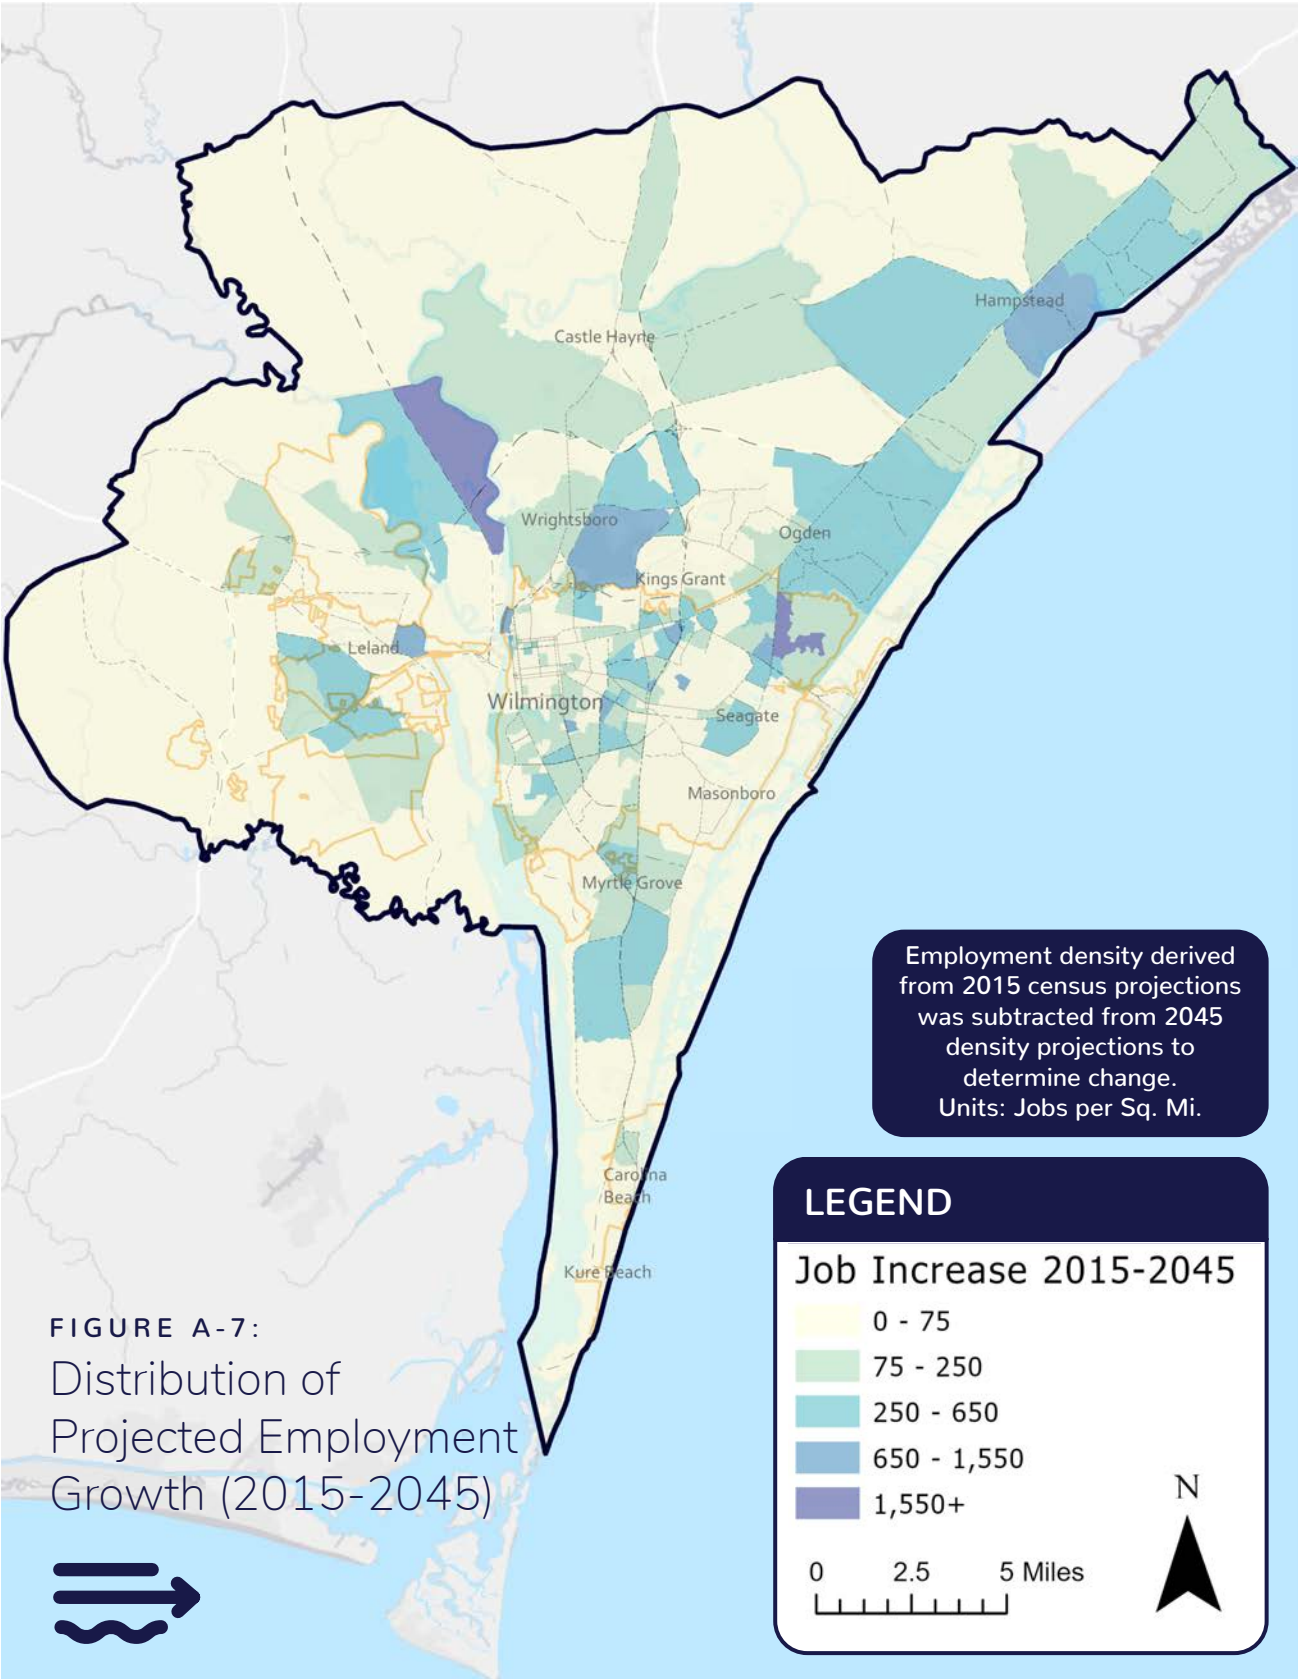 Hampstead
Castle Hayne
Wrightsboro
Ogden
Kings Grant
Leland
Wilmington
Seagate
Masonboro
Myrtle Grove
Carolina
Beach
Kure Beach
Employment density derived
from 2015 census projections
was subtracted from 2045
density projections to
determine change.
Units: Jobs per Sq. Mi.
LEGEND
Job Increase 2015-2045
0 - 75
75 - 250
250 - 650
650 - 1,550
1,550+
N
0 2.5 5 Miles
FIGURE A-7:
Distribution of
Projected Employment
Growth (2015-2045)